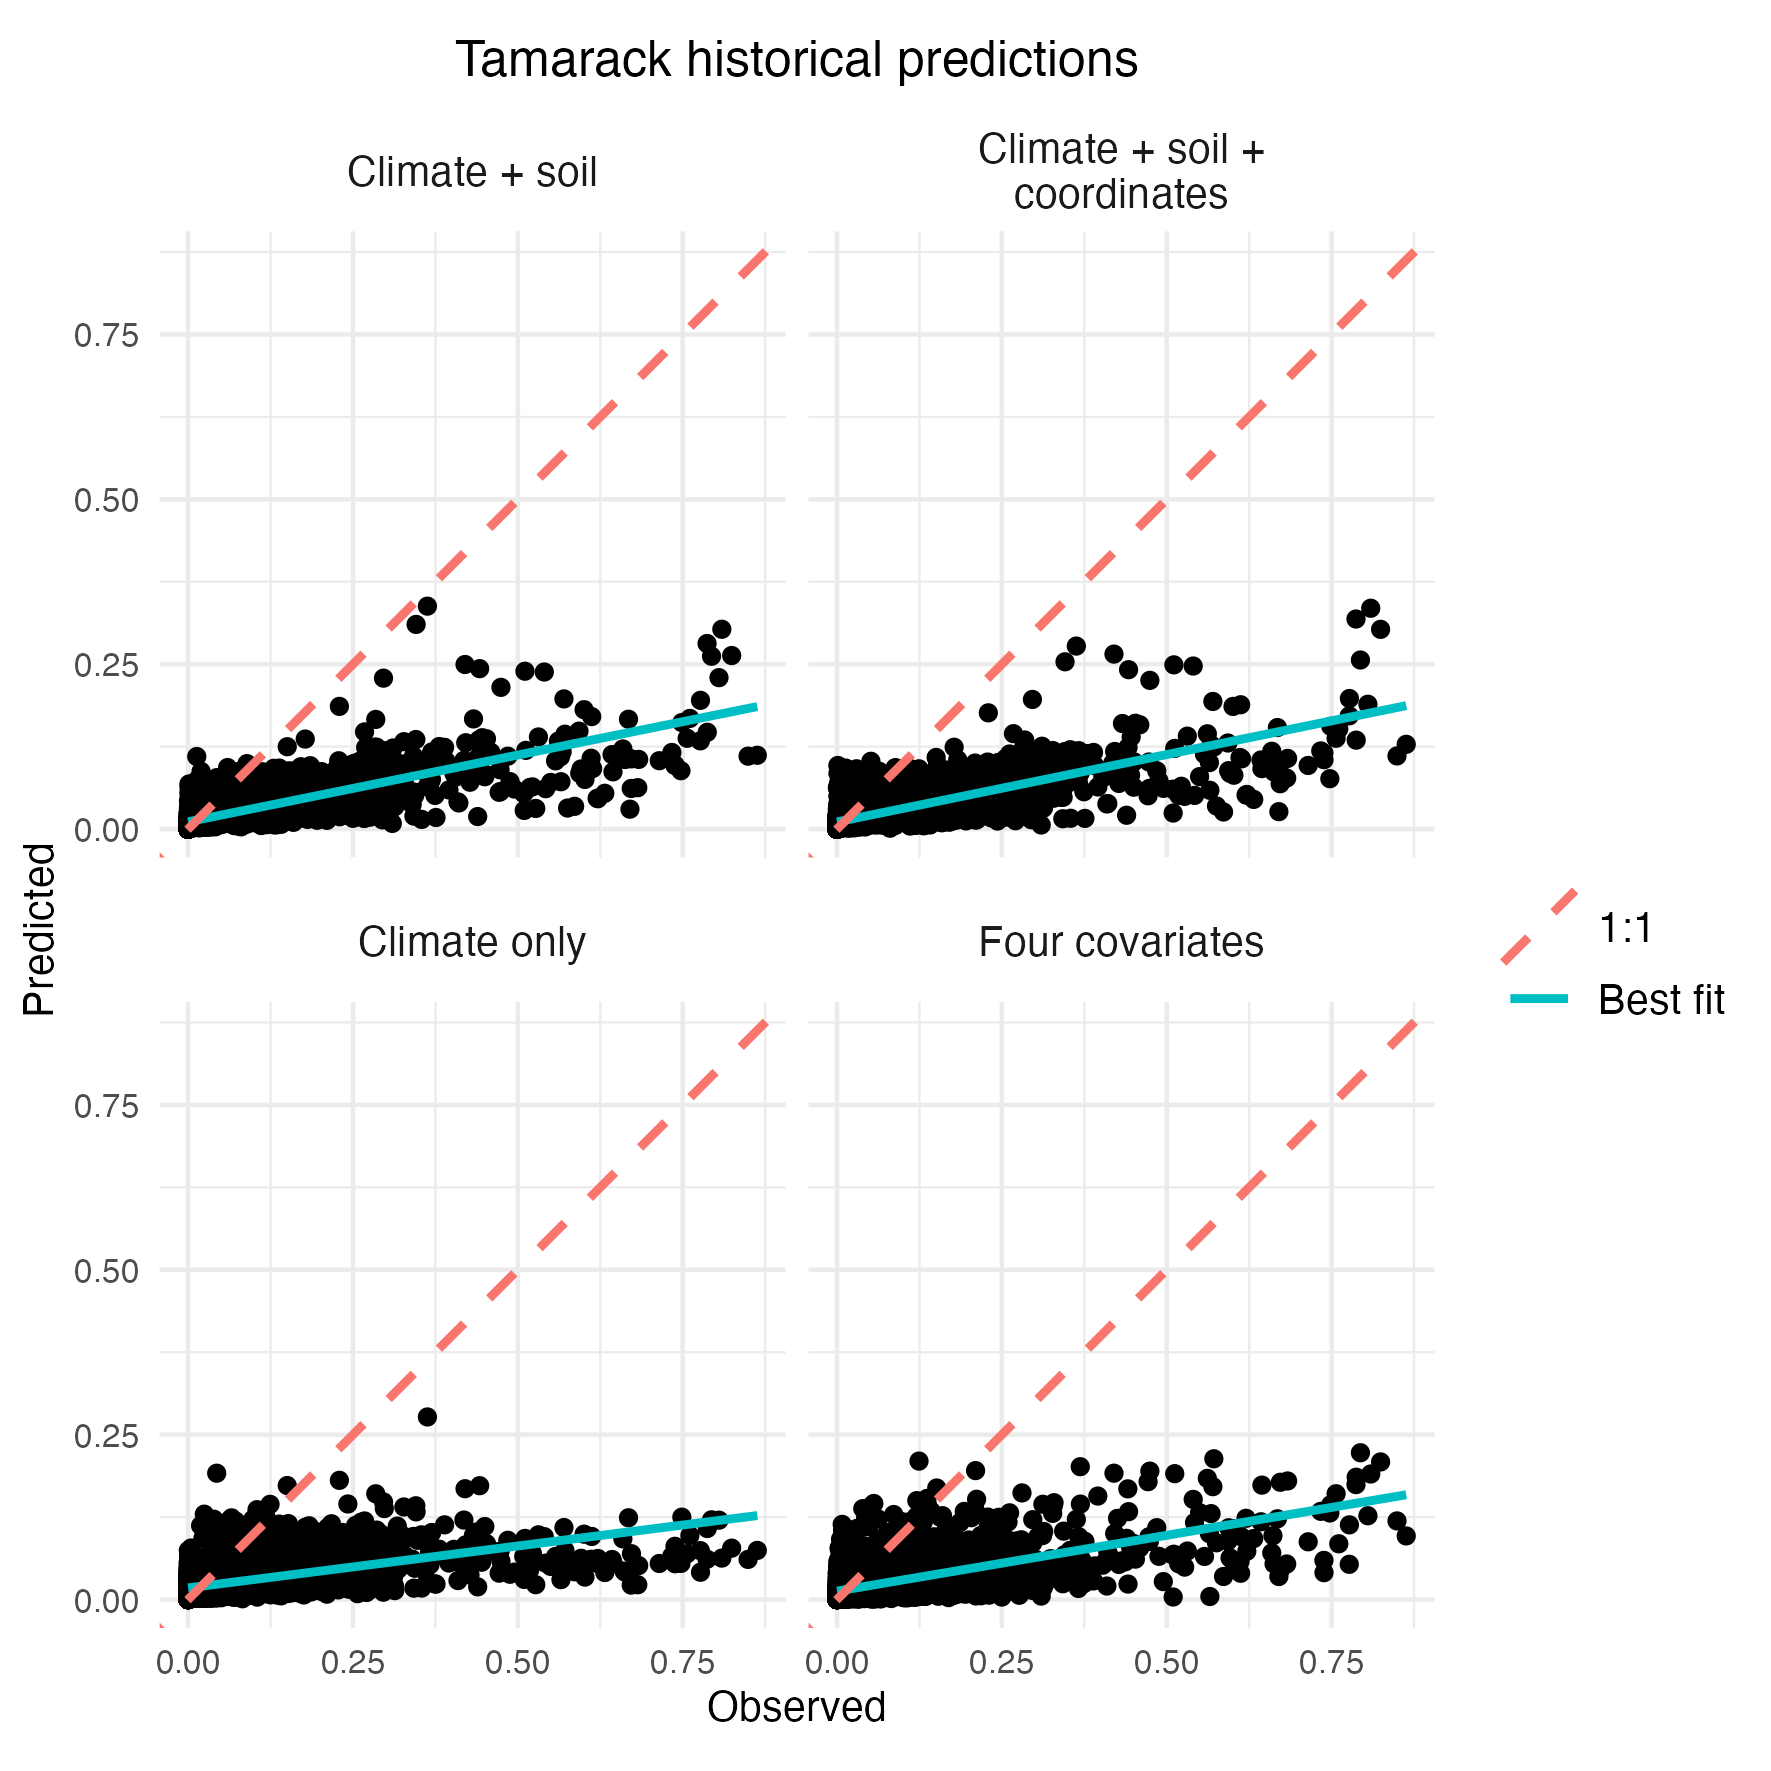 Tamarack historical predictions
Climate + soil
Climate + soil +
coordinates
0.75
0.50
0.25
0.00
Climate only
Four covariates
0.75
0.50
0.25
0.00
0.00 0.25 0.50 0.75
0.00 0.25 0.50 0.75
Observed
Predicted
1:1
Best fit